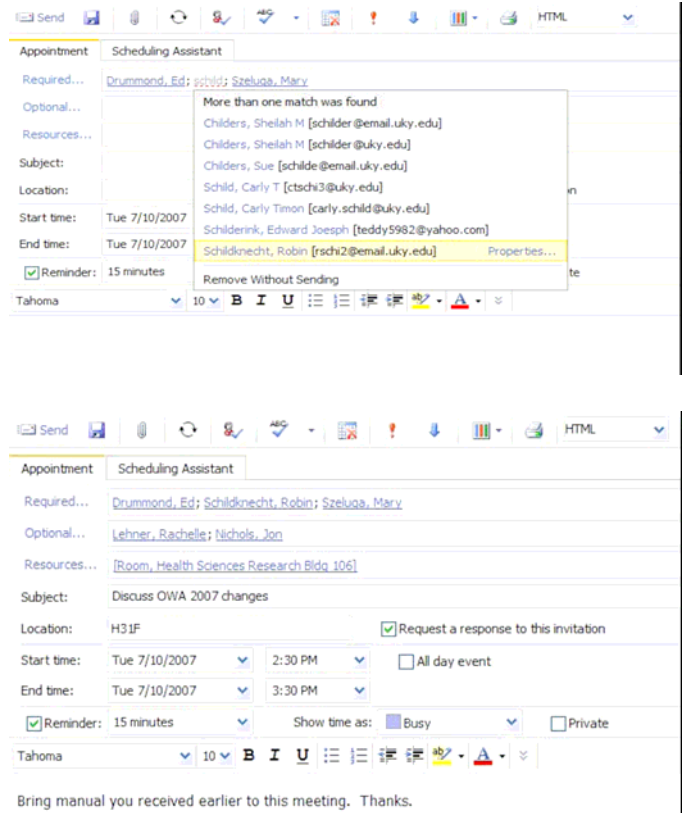 Send HTML
Appointment Scheduling Assistant
Required... Drummond, Ed; schild; Szeluga, Mary
More than one match was found
Optional...
Childers, Sheilah M [schilder@email.uky.edu]
Resources...
Childers, Sheilah M [schilder@uky.edu]
Subject:
Childers, Sue [schilde@email.uky.edu]
Location:
Schild, Carly T [ctschi3@uky.edu]
Start time: Tue 7/10/2007
Schild, Carly Timon [carly.schild@uky.edu]
Schilderink, Edward Joesph [teddy5982@yahoo.com]
End time: Tue 7/10/2007
Schildknecht, Robin [rschi2@email.uky.edu] Properties...
Reminder: 15 minutes
Remove Without Sending
Tahoma 10 B I U ab A
Send ABC HTML
Appointment Scheduling Assistant
Required... Drummond, Ed; Schildknecht, Robin; Szeluga, Mary
Optional... Lehner, Rachelle; Nichols, Jon
Resources... [Room, Health Sciences Research Bldg 106]
Subject: Discuss OWA 2007 changes
Location: H31F Request a response to this invitation
Start time: Tue 7/10/2007 2:30 PM All day event
End time: Tue 7/10/2007 3:30 PM
Reminder: 15 minutes Show time as: Busy Private
Tahoma 10 B I U ab A
Bring manual you received earlier to this meeting. Thanks.